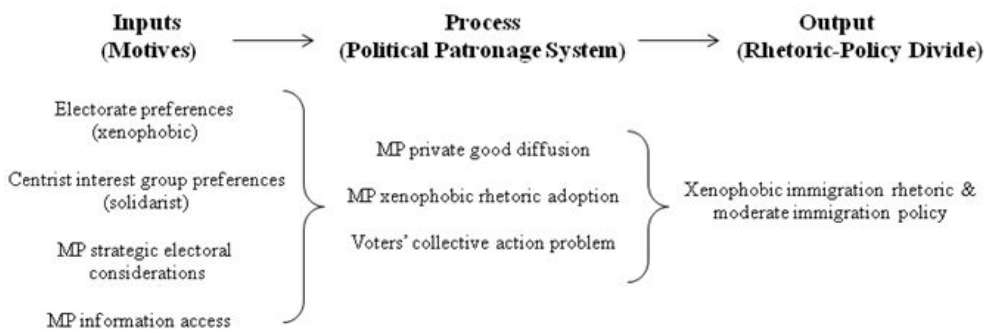 Inputs
(Motives)
Process
(Political Patronage System)
Output
(Rhetoric-Policy Divide)
Electorate preferences
(xenophobic)
Centrist interest group preferences
(solidarist)
MP strategic electoral
considerations
MP information access
MP private good diffusion
MP xenophobic rhetoric adoption
Voters’ collective action problem
Xenophobic immigration rhetoric &
moderate immigration policy